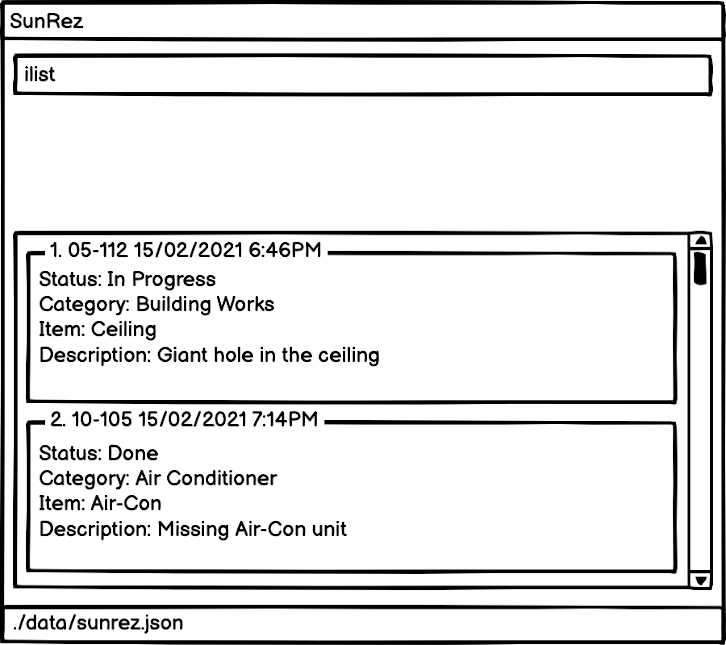 SunRez
ilist
1. 05-112 15/02/2021 6:46PM
Status: In Progress
Category: Building Works
Item: Ceiling
Description: Giant hole in the ceiling
2. 10-105 15/02/2021 7:14PM
Status: Done
Category: Air Conditioner
Item: Air-Con
Description: Missing Air-Con unit
./data/sunrez.json